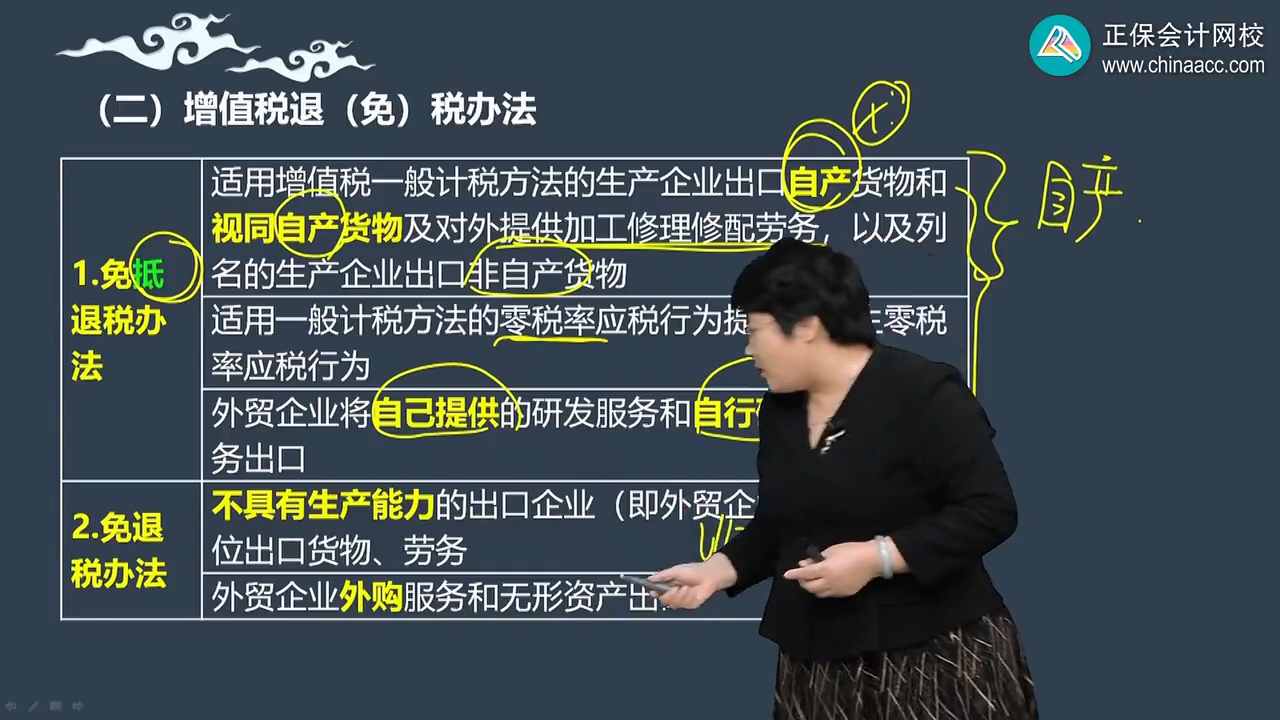 正保会计网校
www.chinaacc.com
（二）增值税退（免）税办法
适用增值税一般计税方法的生产企业出口自产货物和
视同自产货物及对外提供加工修理修配劳务，以及列
名的生产企业出口非自产货物
自产
1.免抵
退税办
法
适用一般计税方法的零税率应税行为提
零税
率应税行为
外贸企业将自己提供的研发服务和自行
务出口
2.免退
税办法
不具有生产能力的出口企业（即外贸企
位出口货物、劳务
外贸企业外购服务和无形资产出